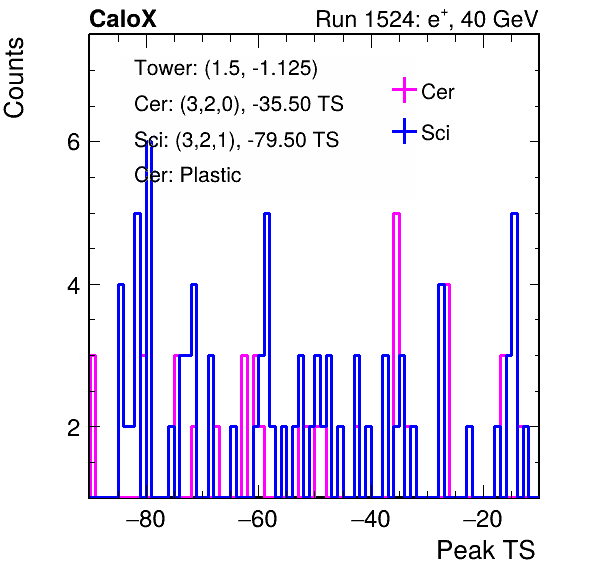 CaloX Run 1524: e+, 40 GeV
Counts
Tower: (1.5, -1.125)
Cer: (3,2,0), -35.50 TS
Sci: (3,2,1), -79.50 TS
Cer: Plastic
Cer
Sci
6
4
2
−80 −60 −40 −20
Peak TS